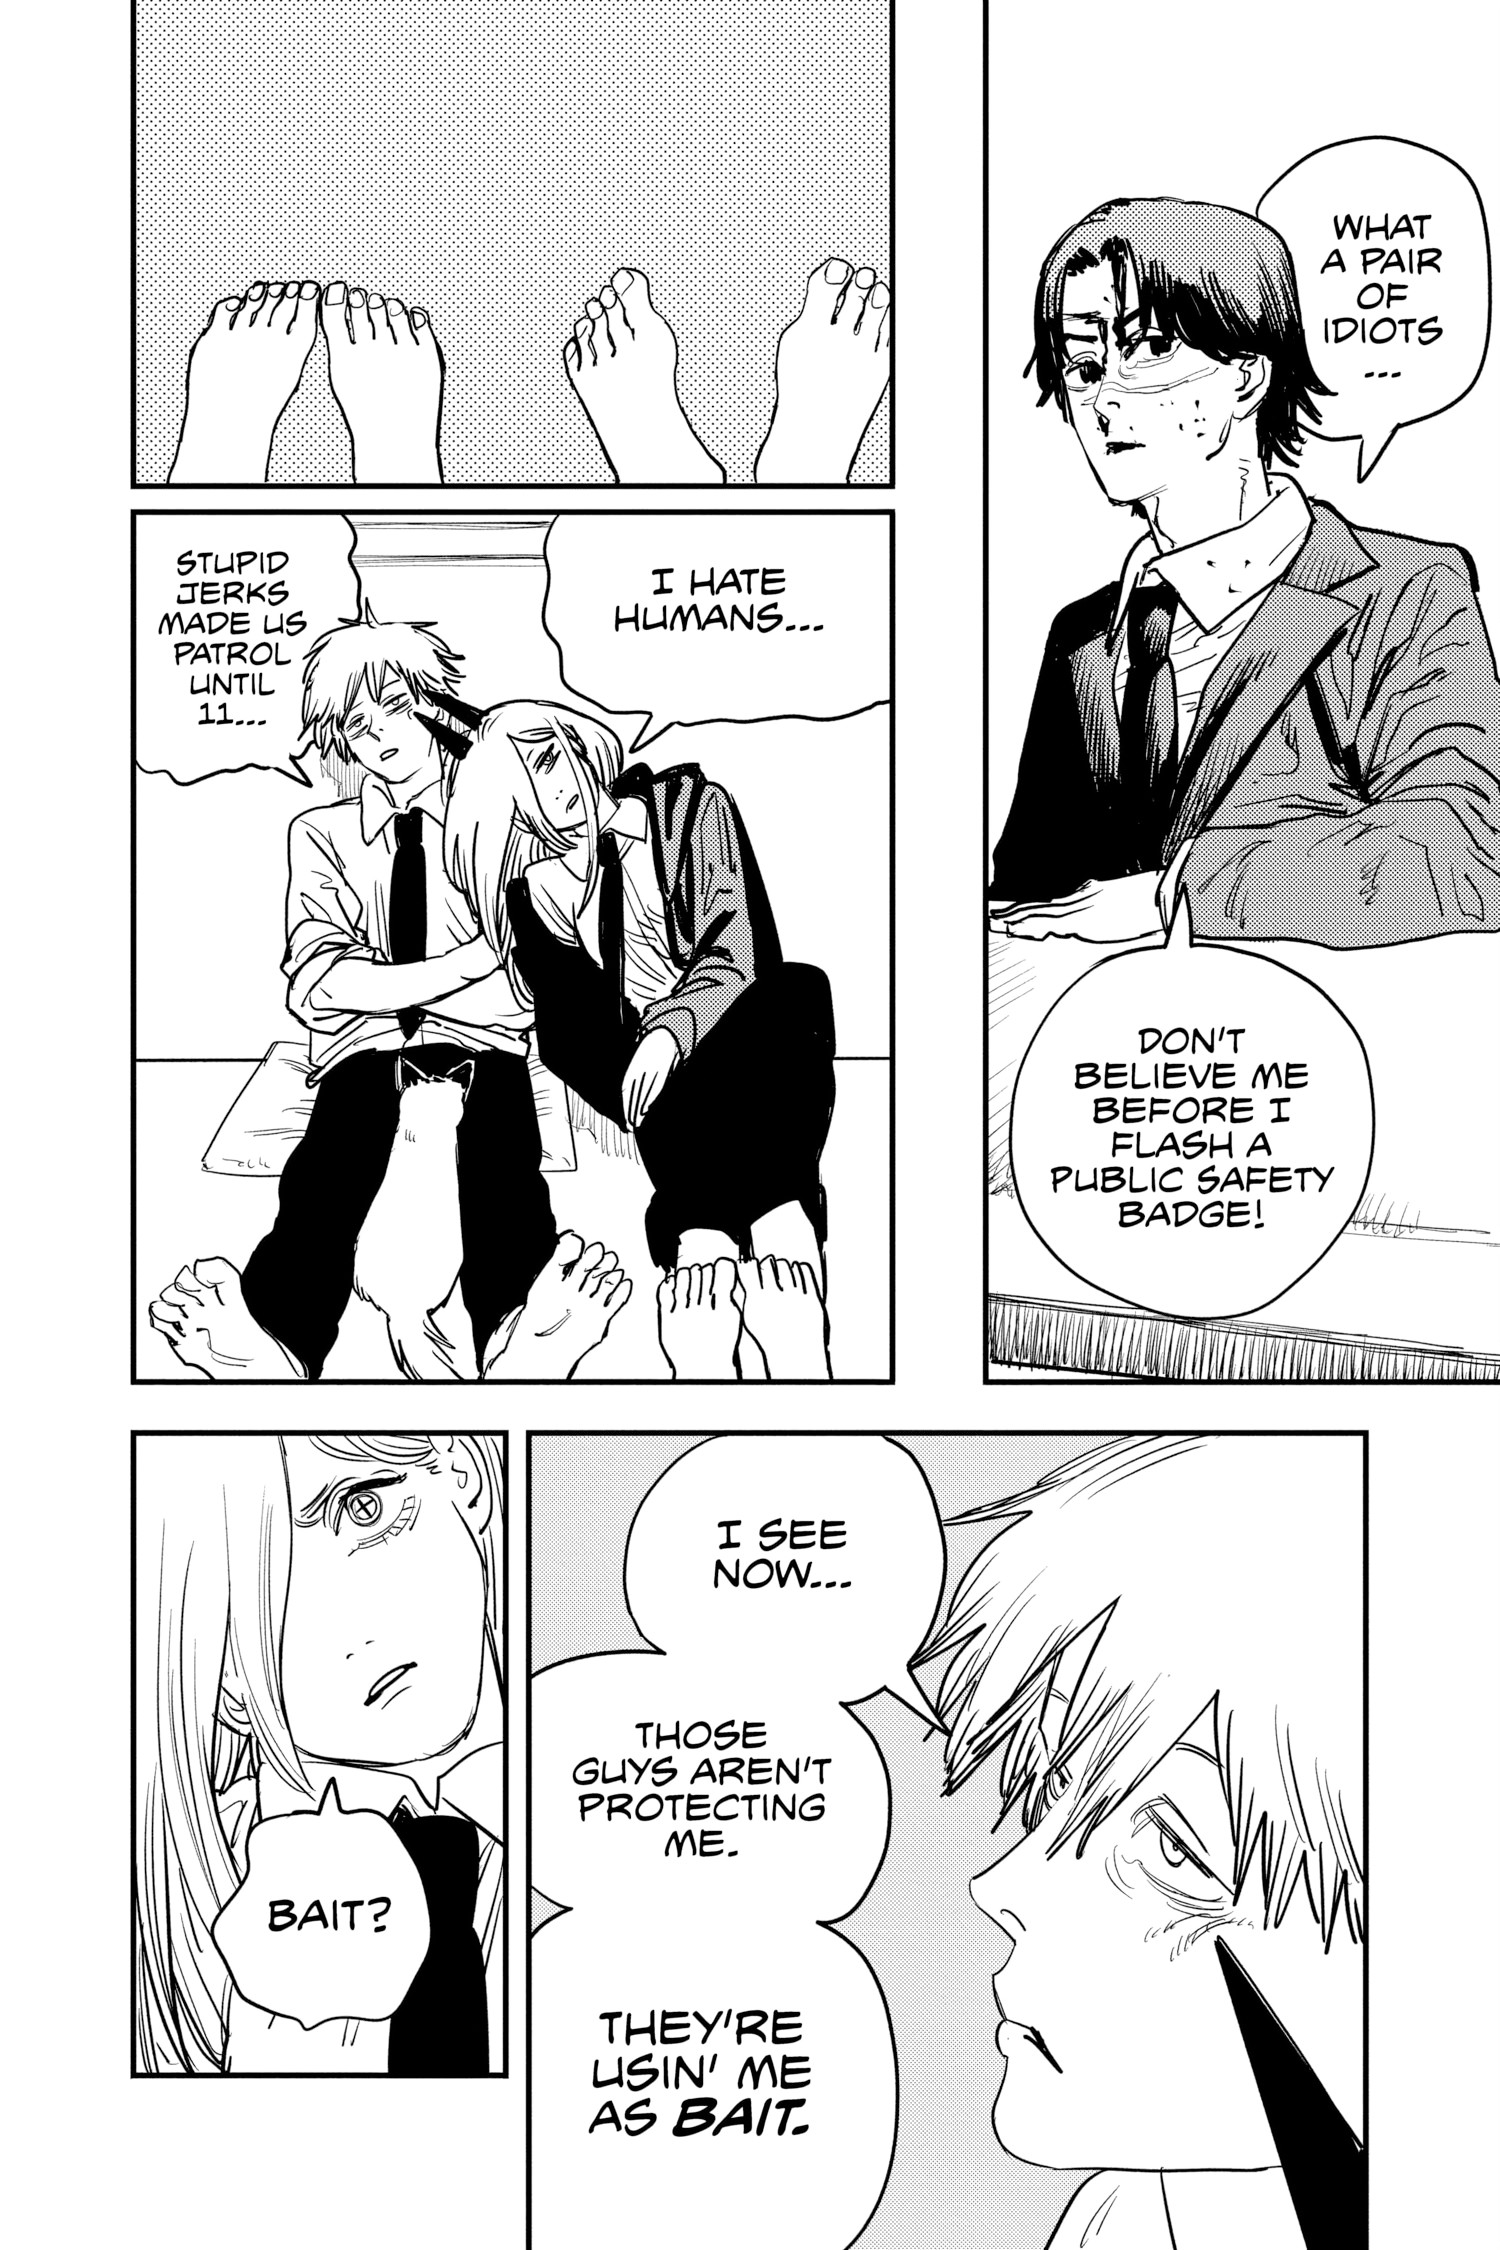 WHAT
A PAIR
OF
IDIOTS
...
DON'T
BELIEVE ME
BEFORE I
FLASH A
PUBLIC SAFETY
BADGE!
I HATE
HUMANS...
STUPID
JERKS
MADE US
PATROL
UNTIL
11...
I SEE
NOW...
THOSE
GUYS AREN'T
PROTECTING
ME.
THEY'RE
USIN' ME
AS BAIT.
BAIT?